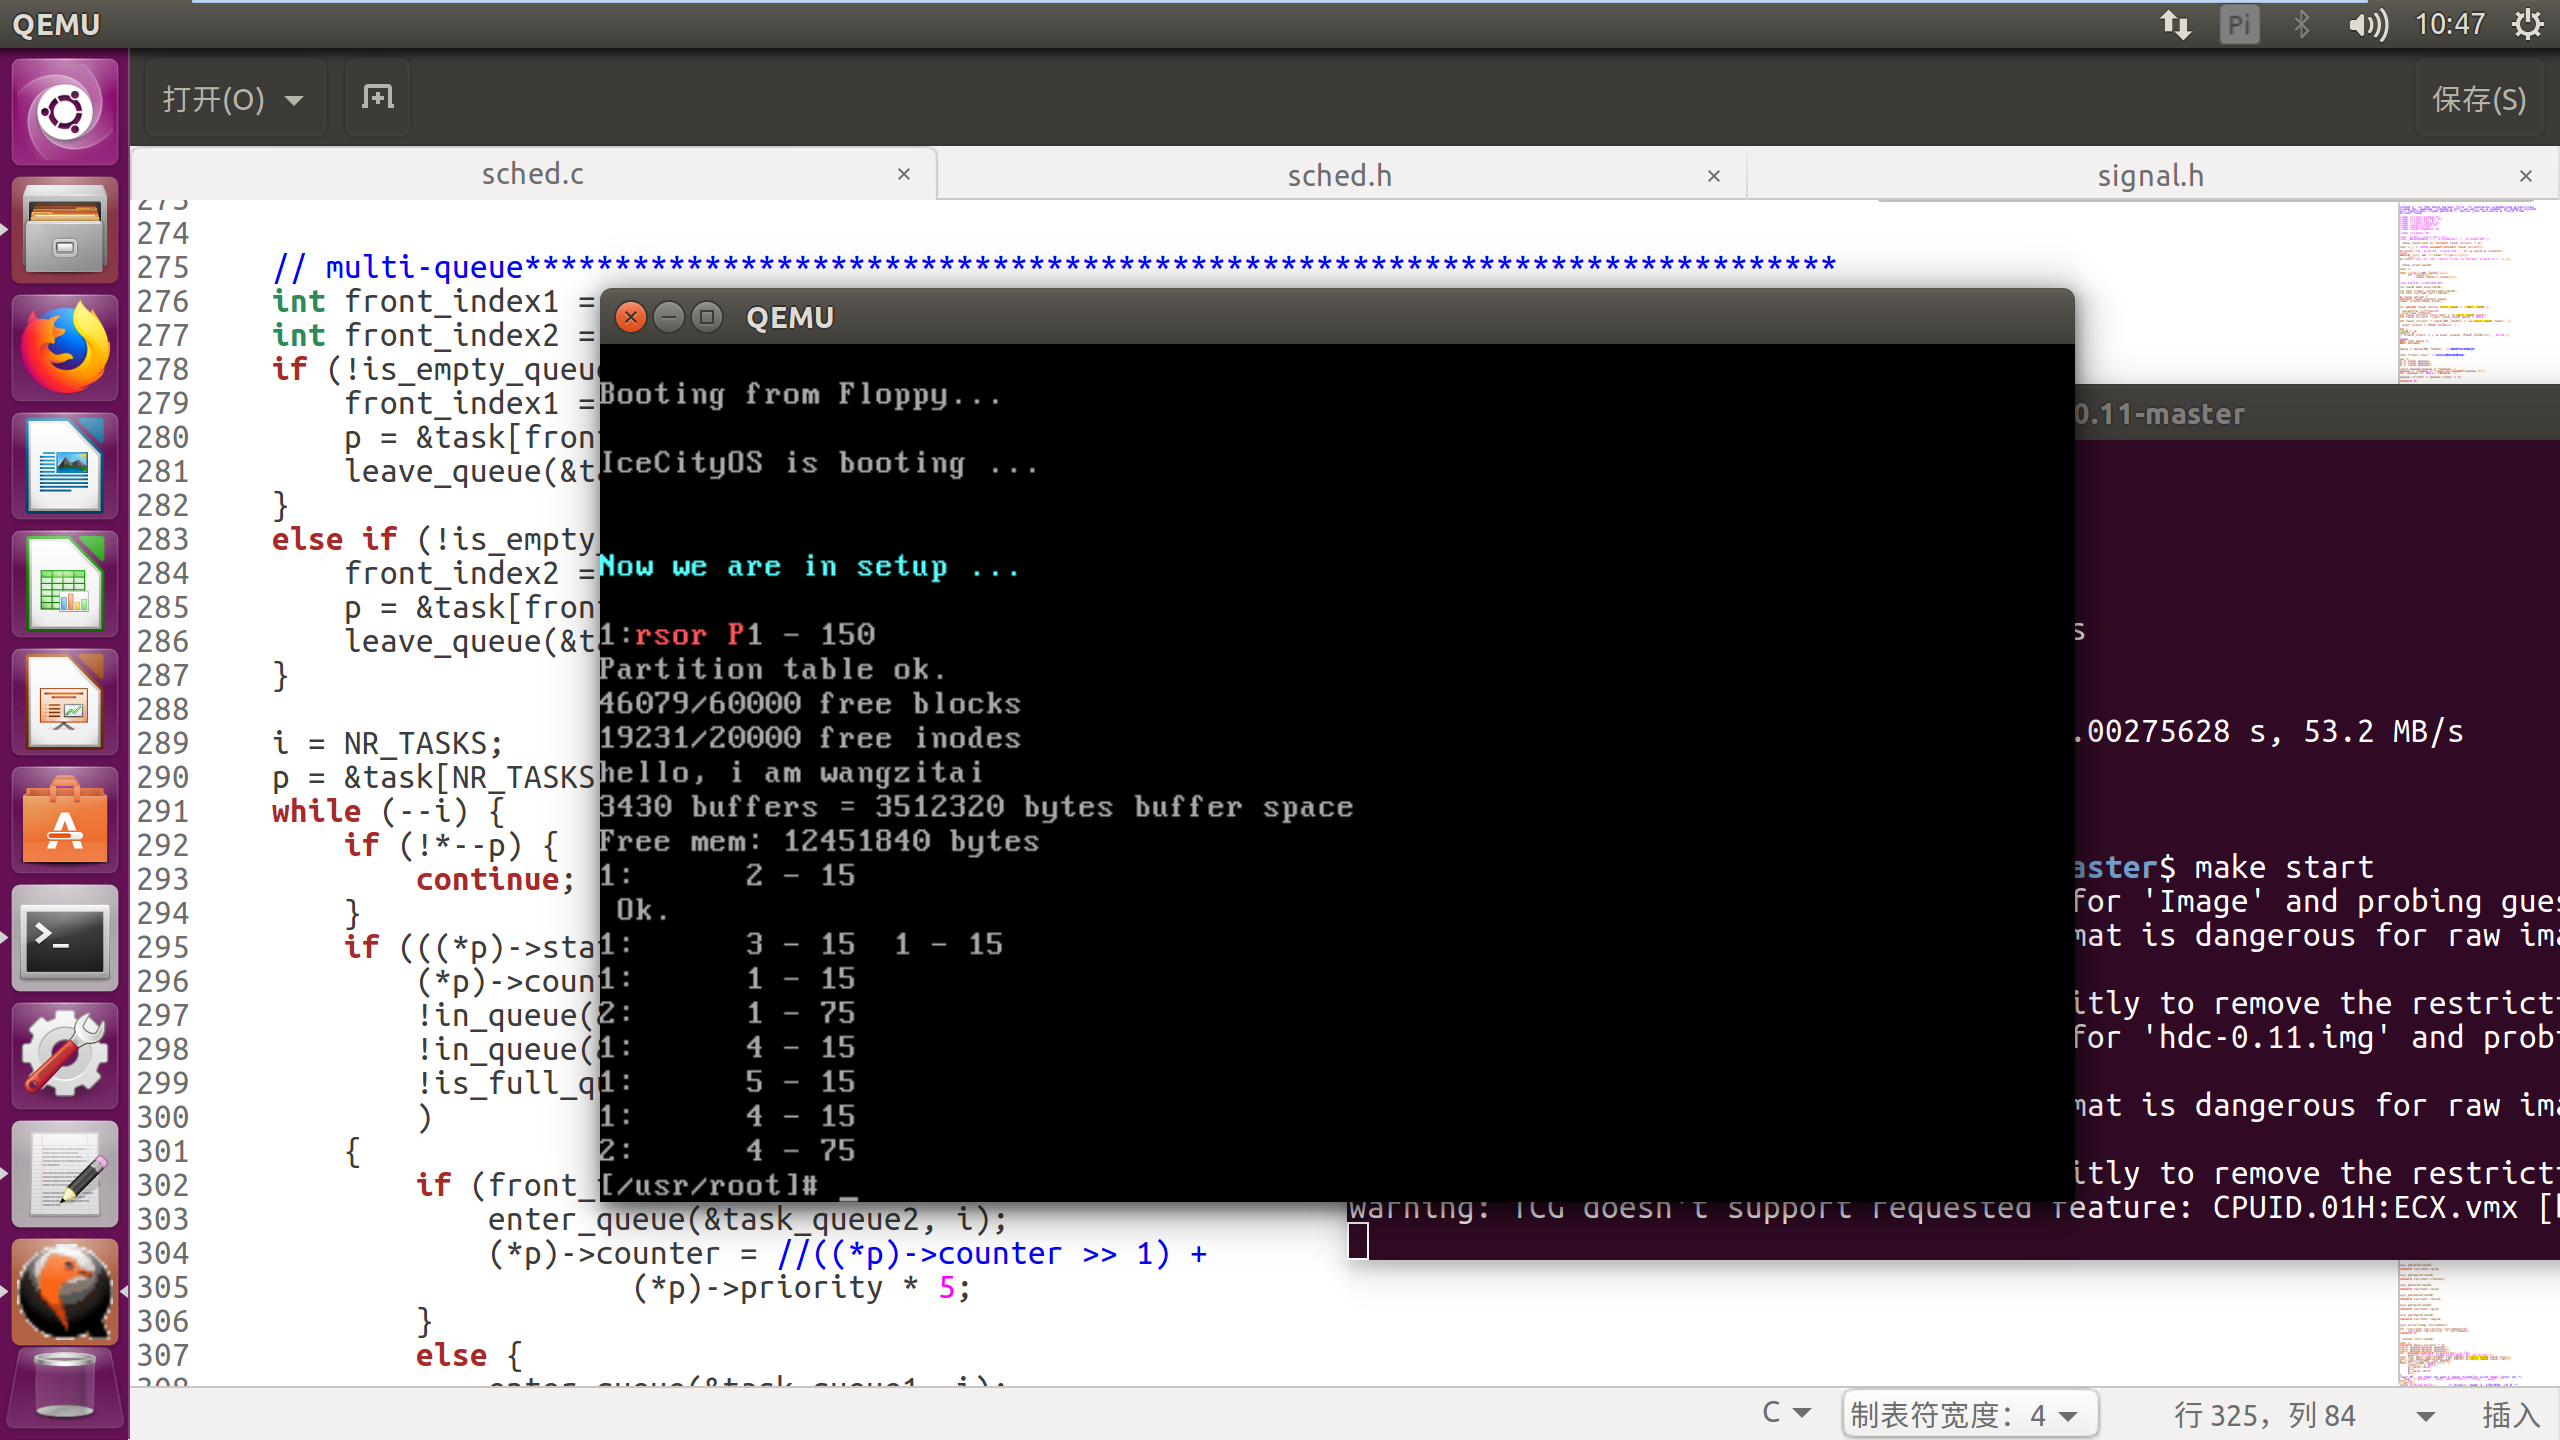 QEMU
Pi
10:47
打开(O)
保存(S)
sched.c
sched.h
signal.h
274
275 // multi-queue*************************************************************************
276 int front_index1 =
277 int front_index2 =
278 if (!is_empty_queu
279 front_index1 =
280 p = &task[fron
281 leave_queue(&t
282 }
283 else if (!is_empty_
284 front_index2 =
285 p = &task[fron
286 leave_queue(&t
287 }
288
289 i = NR_TASKS;
290 p = &task[NR_TASKS
291 while (--i) {
292 if (!*--p) {
293 continue;
294 }
295 if (((*p)->sta
296 (*p)->coun
297 !in_queue(
298 !in_queue(
299 !is_full_q
300 )
301 {
302 if (front_
303 enter_queue(&task_queue2, i);
304 (*p)->counter = //((*p)->counter >> 1) +
305 (*p)->priority * 5;
306 }
307 else {
308 enter_queue(&task_queue1, i);
QEMU
Booting from Floppy...
IceCityOS is booting ...
Now we are in setup ...
1:rsor P1 - 150
Partition table ok.
46079/60000 free blocks
19231/20000 free inodes
hello, i am wangzitai
3430 buffers = 3512320 bytes buffer space
Free mem: 12451840 bytes
1: 2 - 15
Ok.
1: 3 - 15 1 - 15
1: 1 - 15
2: 1 - 75
1: 4 - 15
1: 5 - 15
1: 4 - 15
2: 4 - 75
[/usr/root]# _
0.11-master
s
.00275628 s, 53.2 MB/s
aster$ make start
for 'Image' and probing gues
mat is dangerous for raw ima
itly to remove the restricti
for 'hdc-0.11.img' and prob
mat is dangerous for raw ima
itly to remove the restricti
warning: TCG doesn't support requested feature: CPUID.01H:ECX.vmx [
C
制表符宽度：4
行 325，列 84
插入